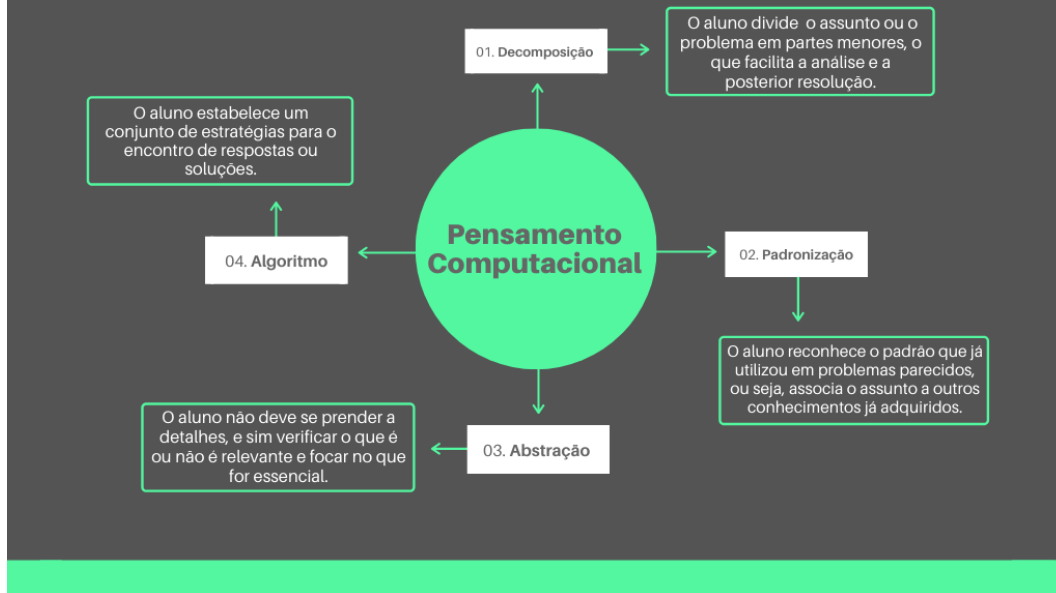 01. Decomposição
O aluno divide o assunto ou o
problema em partes menores, o
que facilita a análise e a
posterior resolução.
O aluno estabelece um
conjunto de estratégias para o
encontro de respostas ou
soluções.
Pensamento
Computacional
04. Algoritmo
02. Padronização
O aluno reconhece o padrão que já
utilizou em problemas parecidos,
ou seja, associa o assunto a outros
conhecimentos já adquiridos.
O aluno não deve se prender a
detalhes, e sim verificar o que é
ou não é relevante e focar no que
for essencial.
03. Abstração